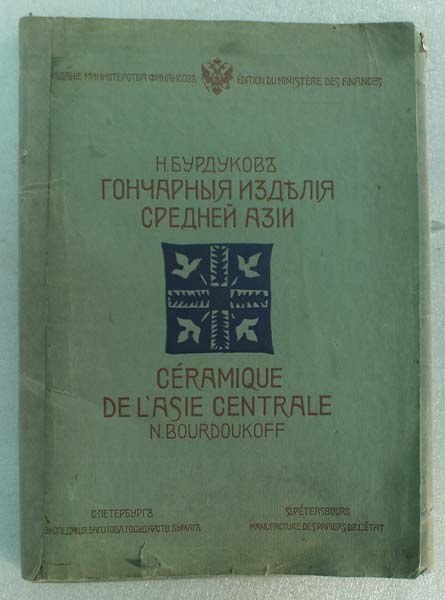 ИЗДАНІЕ МИНИСТЕРСТВА ФИНАНСОВЪ ÉDITION DU MINISTÈRE DES FINANCES
Н. БУРДУКОВЪ
ГОНЧАРНЫЯ ИЗДѢЛІЯ
СРЕДНЕЙ АЗІИ
CÉRAMIQUE
DE L'ASIE CENTRALE
N. BOURDOUKOFF
С. ПЕТЕРБУРГЪ ST. PÉTERSBOURG
ЭКСПЕДИЦІЯ ЗАГОТОВЛ. ГОСУДАРСТВ. БУМАГЪ MANUFACTURE DES PAPIERS DE L'ÉTAT